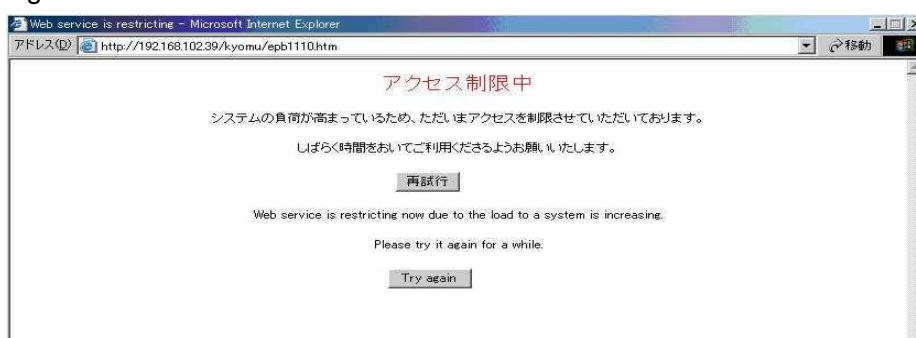 Web service is restricting - Microsoft Internet Explorer
アドレス(D) http://192.168.102.39/kyomu/epb1110.htm 移動
アクセス制限中
システムの負荷が高まっているため、ただいまアクセスを制限させていただいております。
しばらく時間をおいてご利用くださるようお願いいたします。
再試行
Web service is restricting now due to the load to a system is increasing.
Please try it again for a while.
Try again